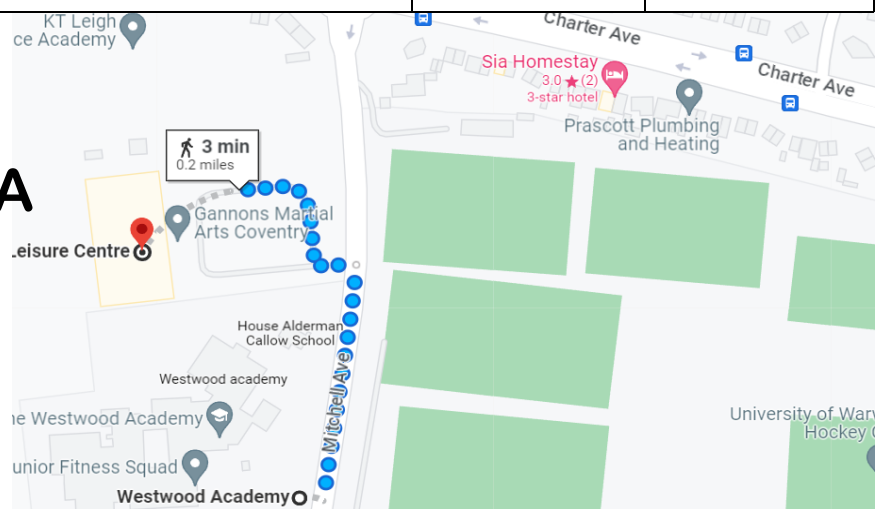 KT Leigh
ce Academy
Charter Ave
Sia Homestay
3.0 ★ (2)
3-star hotel
Charter Ave
Prascott Plumbing
and Heating
3 min
0.2 miles
A
Gannons Martial
Arts Coventry
Leisure Centre
House Alderman
Callow School
Westwood academy
Mitchell Ave
he Westwood Academy
unior Fitness Squad
Westwood Academy
University of War
Hockey C